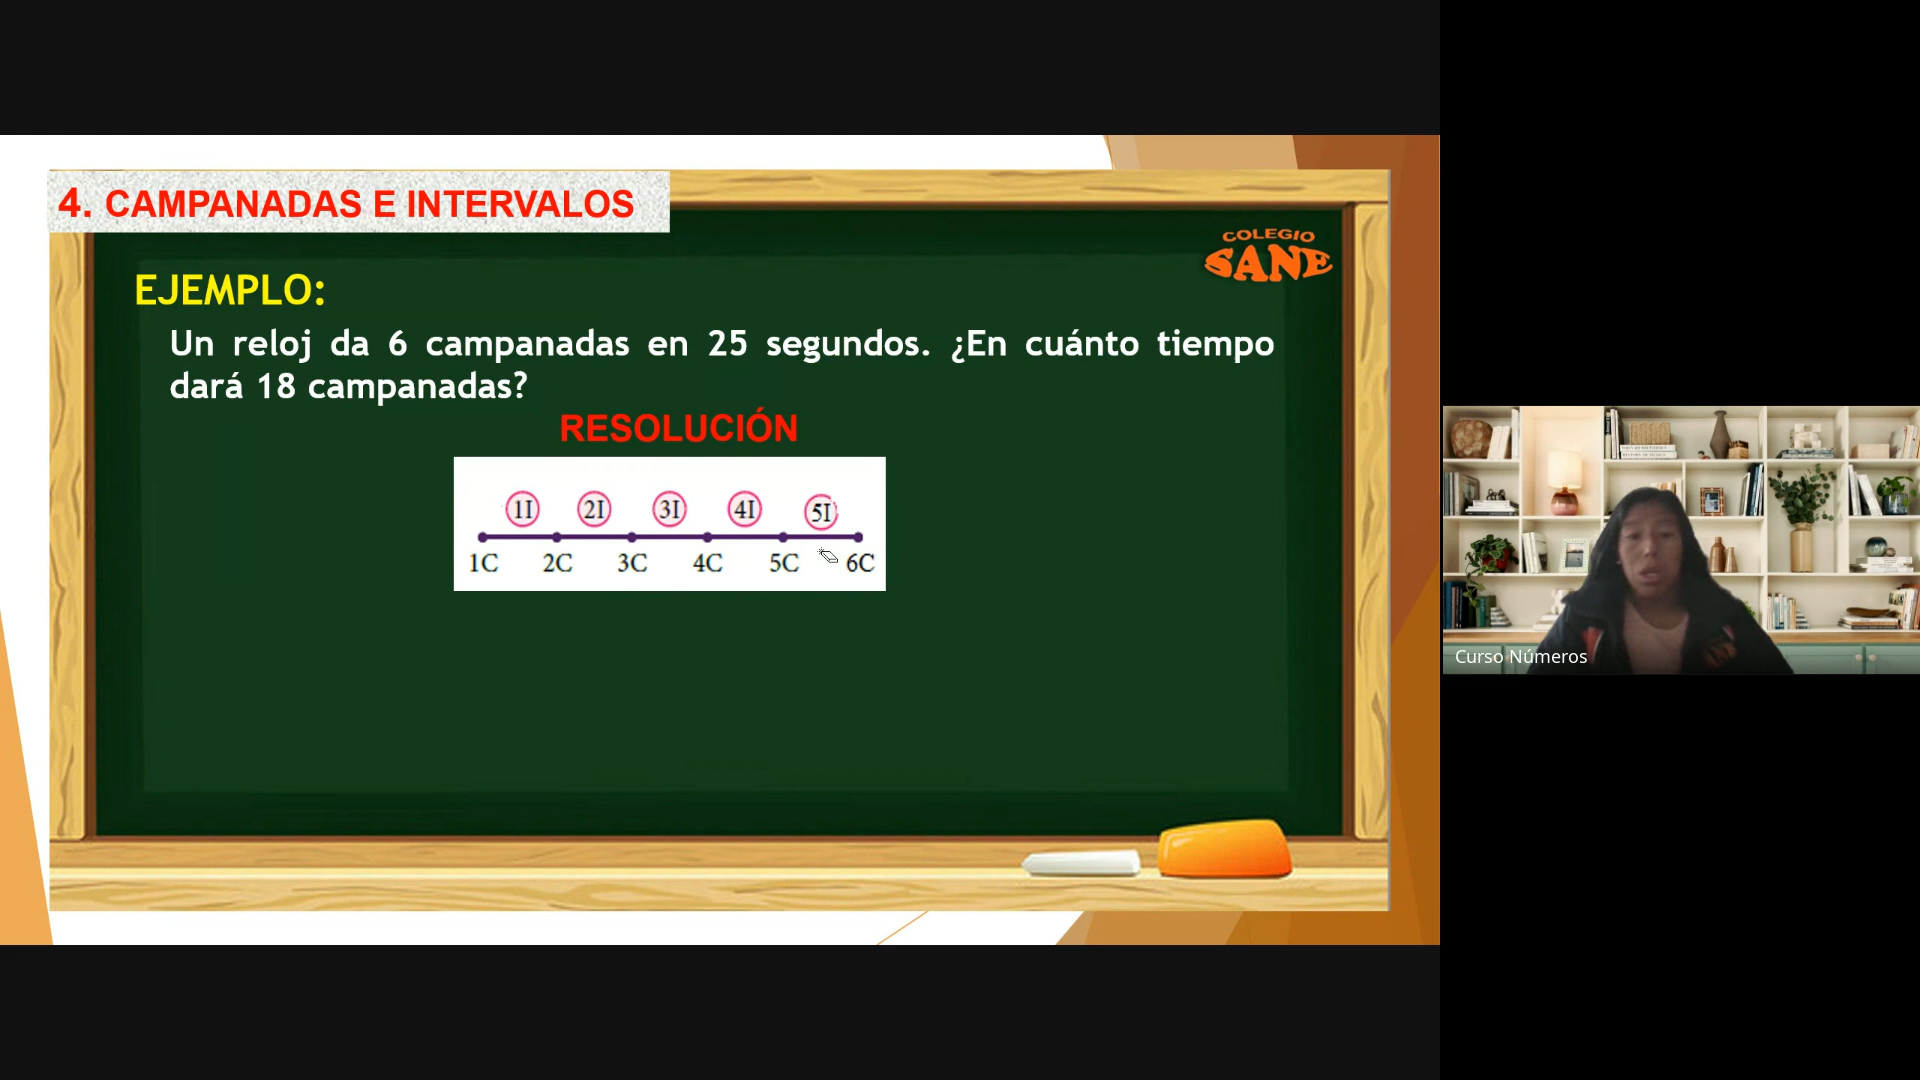 4. CAMPANADAS E INTERVALOS
COLEGIO
SANE
EJEMPLO:
Un reloj da 6 campanadas en 25 segundos. ¿En cuánto tiempo
dará 18 campanadas?
RESOLUCIÓN
1I 2I 3I 4I 5I
1C 2C 3C 4C 5C 6C
Curso Números